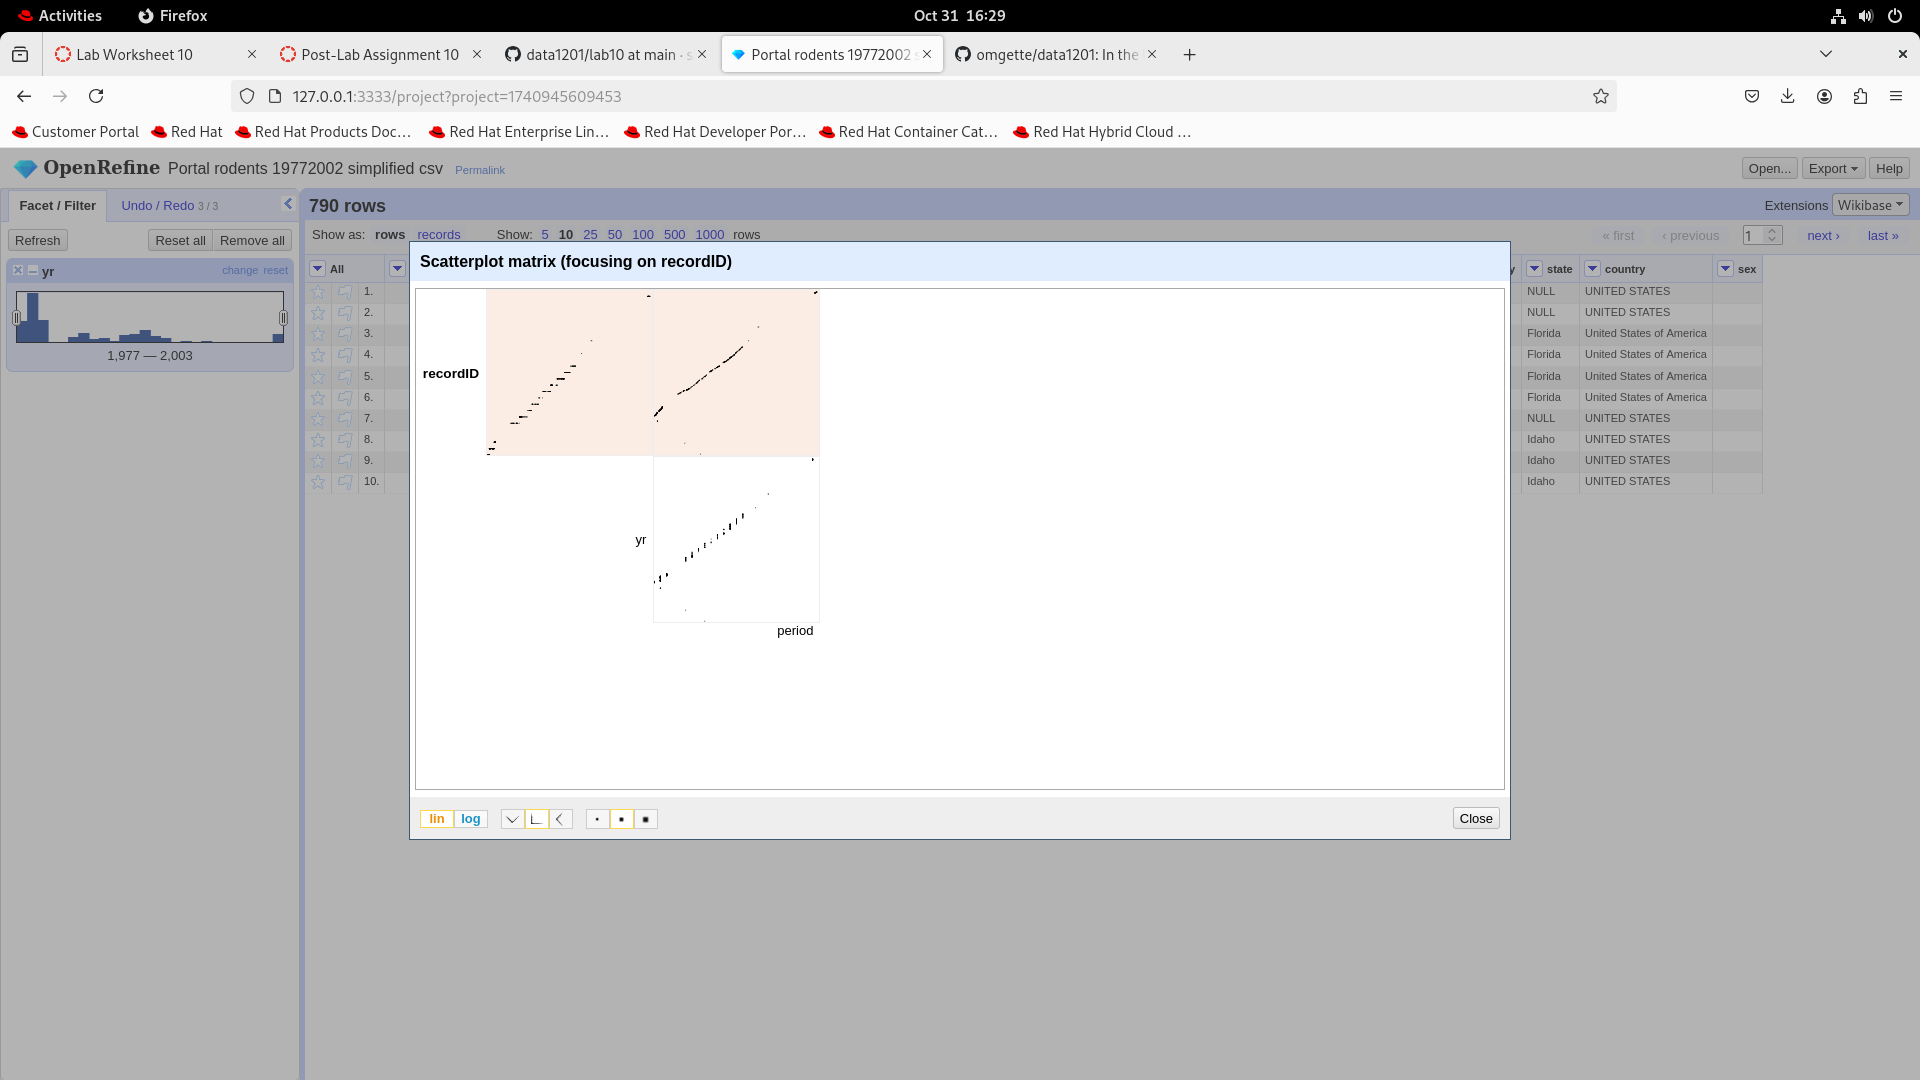 Activities Firefox Oct 31 16:29
Lab Worksheet 10 Post-Lab Assignment 10 data1201/lab10 at main · s Portal rodents 19772002 omgette/data1201: In the
127.0.0.1:3333/project?project=1740945609453
Customer Portal Red Hat Red Hat Products Doc… Red Hat Enterprise Lin… Red Hat Developer Por… Red Hat Container Cat… Red Hat Hybrid Cloud …
OpenRefine Portal rodents 19772002 simplified csv Permalink Open... Export Help
Facet / Filter Undo / Redo 3 / 3 790 rows Extensions Wikibase
Refresh Reset all Remove all Show as: rows records Show: 5 10 25 50 100 500 1000 rows « first ‹ previous 1 next › last »
yr change reset
1,977 — 2,003
All y state country sex
1. NULL UNITED STATES
2. NULL UNITED STATES
3. Florida United States of America
4. Florida United States of America
5. Florida United States of America
6. Florida United States of America
7. NULL UNITED STATES
8. Idaho UNITED STATES
9. Idaho UNITED STATES
10. Idaho UNITED STATES
Scatterplot matrix (focusing on recordID)
recordID
yr
period
lin log Close